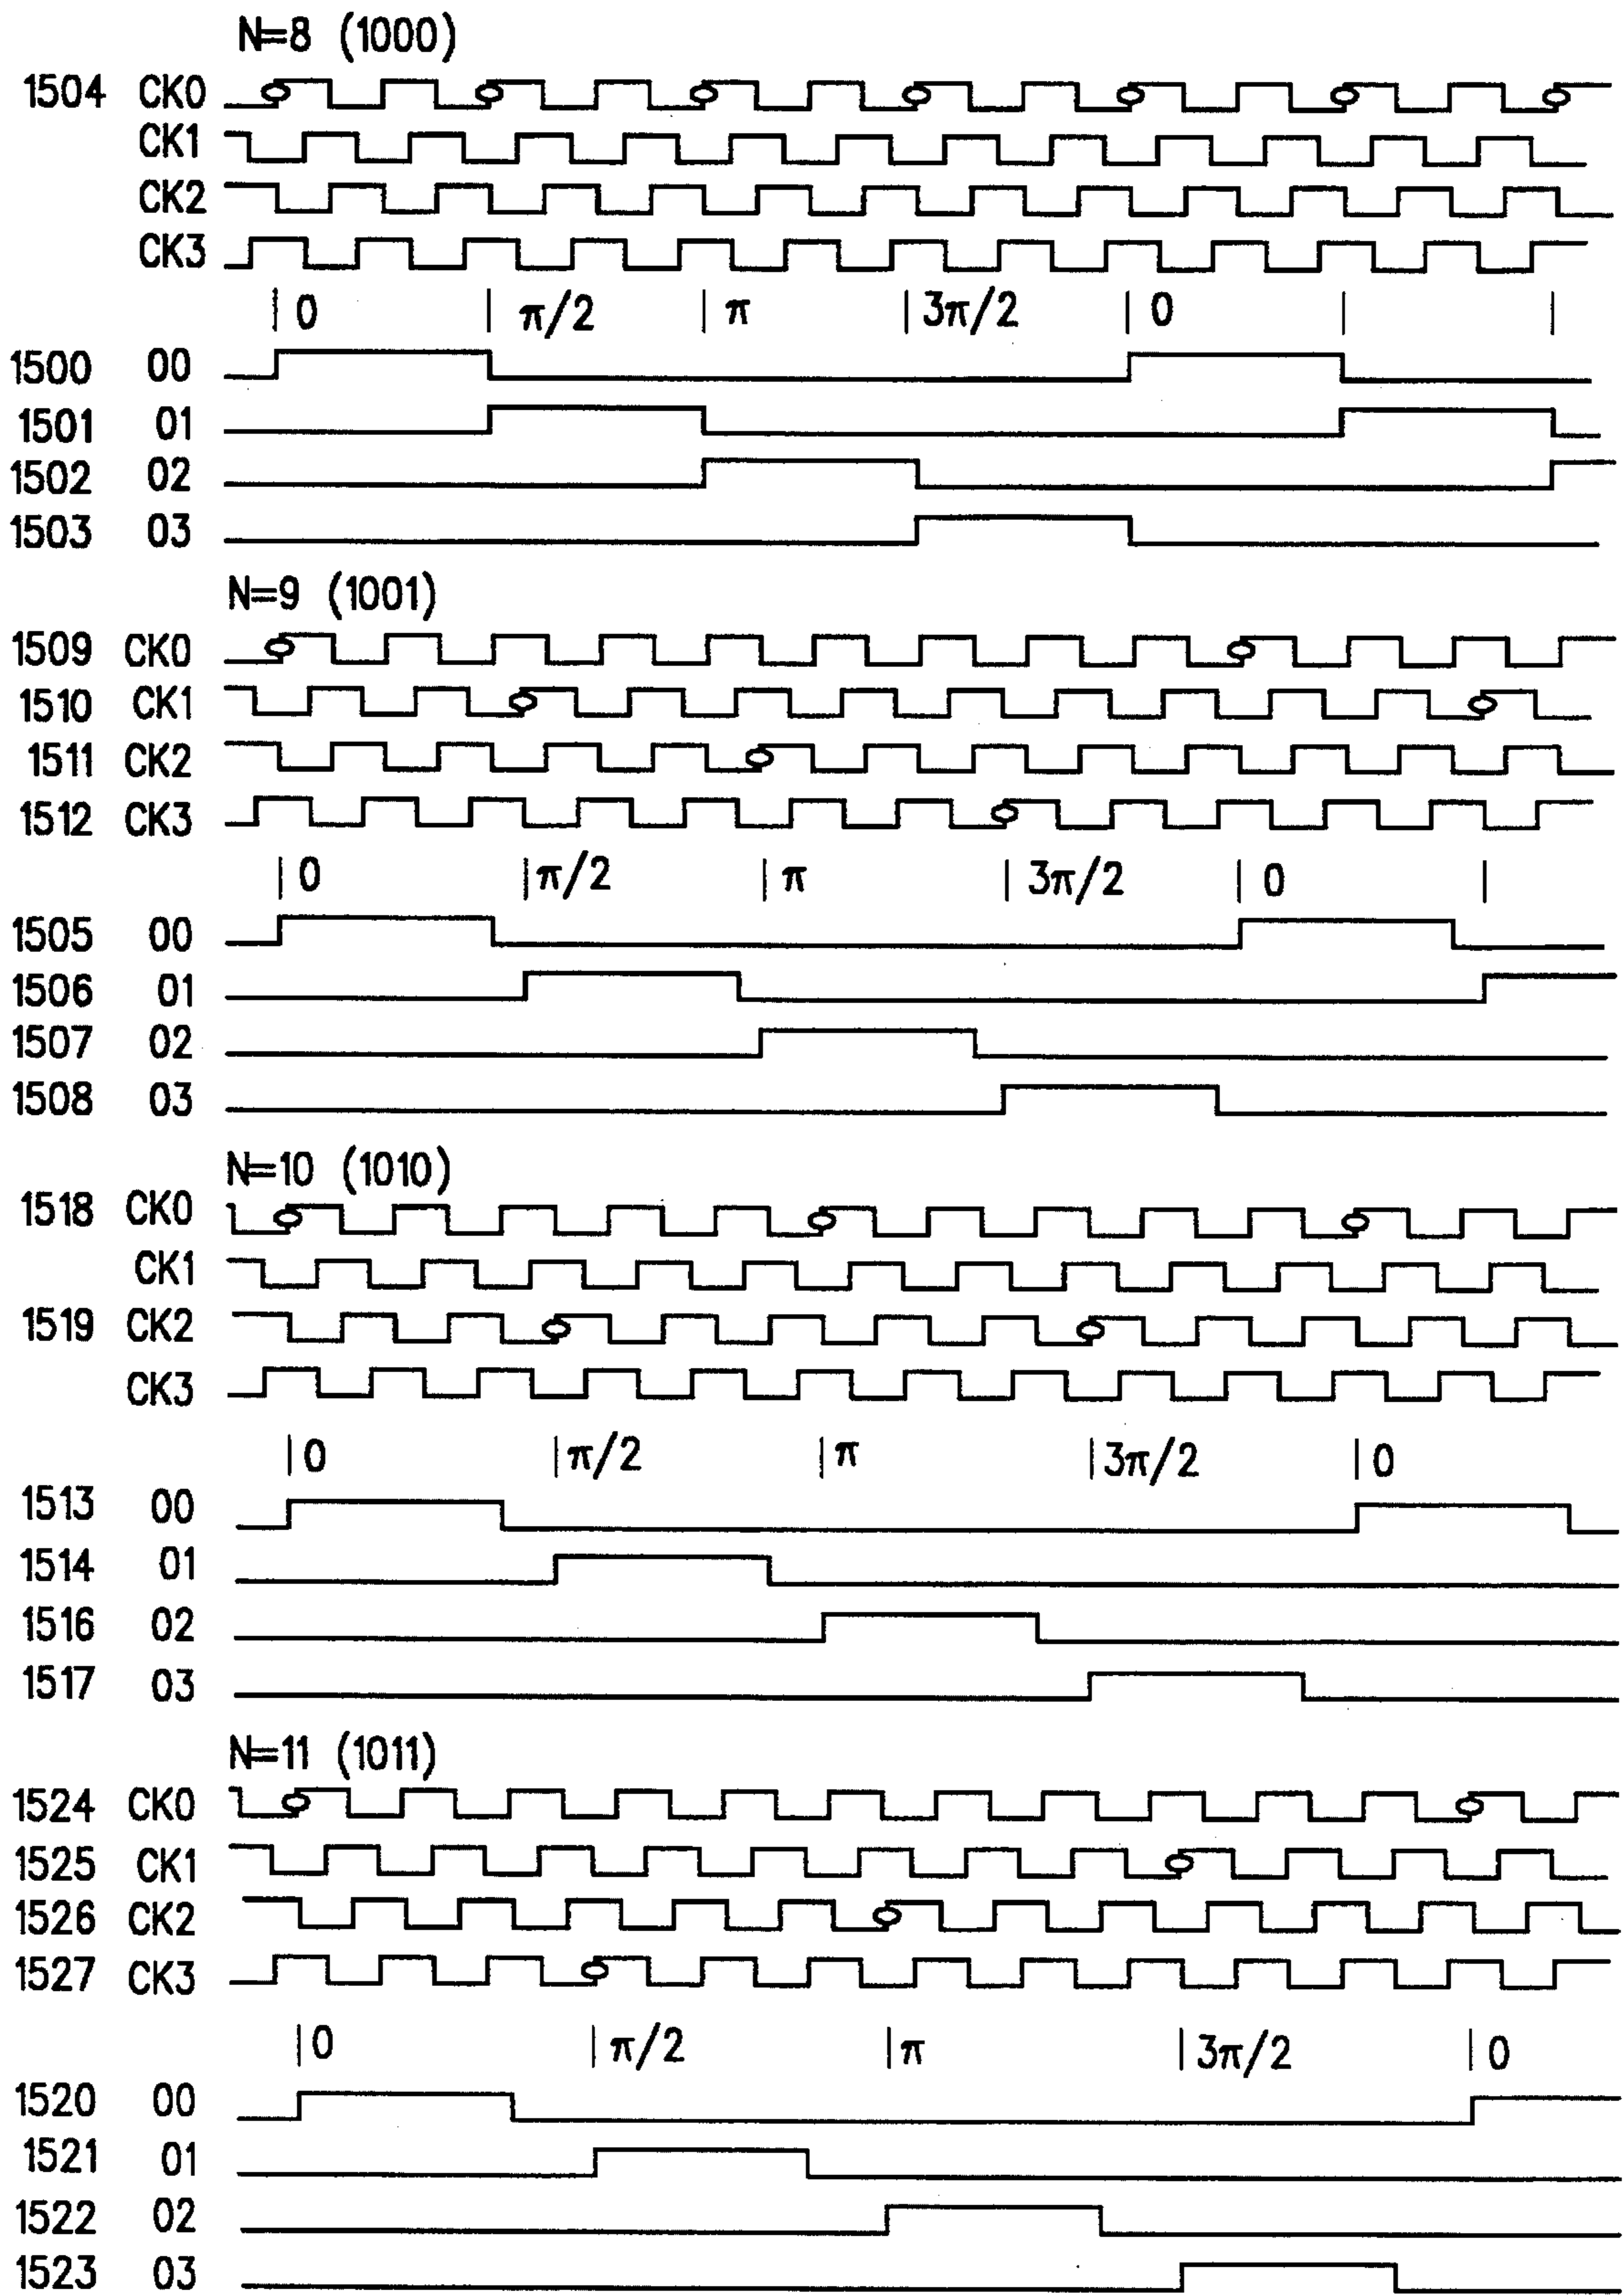 N=8 (1000)
1504 CK0
CK1
CK2
CK3
|0 |π/2 |π |3π/2 |0 | |
1500 00
1501 01
1502 02
1503 03
N=9 (1001)
1509 CK0
1510 CK1
1511 CK2
1512 CK3
|0 |π/2 |π |3π/2 |0 |
1505 00
1506 01
1507 02
1508 03
N=10 (1010)
1518 CK0
CK1
1519 CK2
CK3
|0 |π/2 |π |3π/2 |0
1513 00
1514 01
1516 02
1517 03
N=11 (1011)
1524 CK0
1525 CK1
1526 CK2
1527 CK3
|0 |π/2 |π |3π/2 |0
1520 00
1521 01
1522 02
1523 03